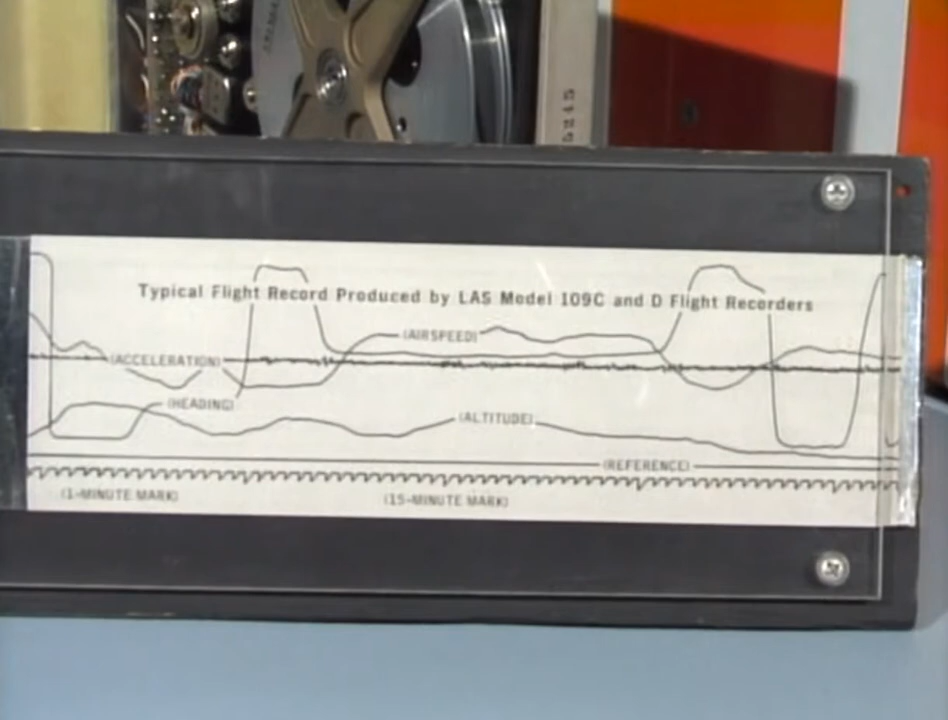 Typical Flight Record Produced by LAS Model 109C and D Flight Recorders
(AIRSPEED)
(ACCELERATION)
(HEADING)
(ALTITUDE)
(REFERENCE)
(1-MINUTE MARK)
(15-MINUTE MARK)